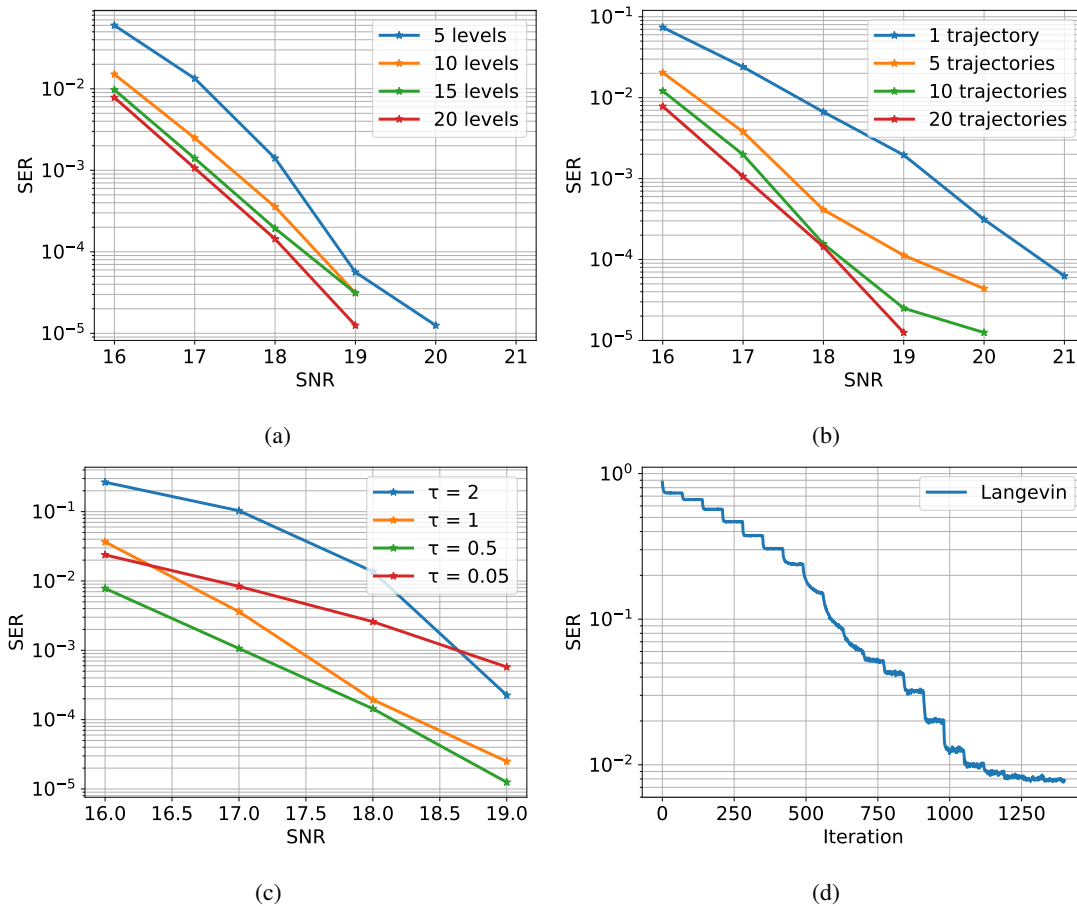 10⁻²
10⁻³
10⁻⁴
10⁻⁵
SER
16 17 18 19 20 21
SNR
5 levels
10 levels
15 levels
20 levels
(a)
10⁻¹
10⁻²
10⁻³
10⁻⁴
10⁻⁵
SER
16 17 18 19 20 21
SNR
1 trajectory
5 trajectories
10 trajectories
20 trajectories
(b)
10⁻¹
10⁻²
10⁻³
10⁻⁴
10⁻⁵
SER
16.0 16.5 17.0 17.5 18.0 18.5 19.0
SNR
τ = 2
τ = 1
τ = 0.5
τ = 0.05
(c)
10⁰
10⁻¹
10⁻²
SER
0 250 500 750 1000 1250
Iteration
Langevin
(d)